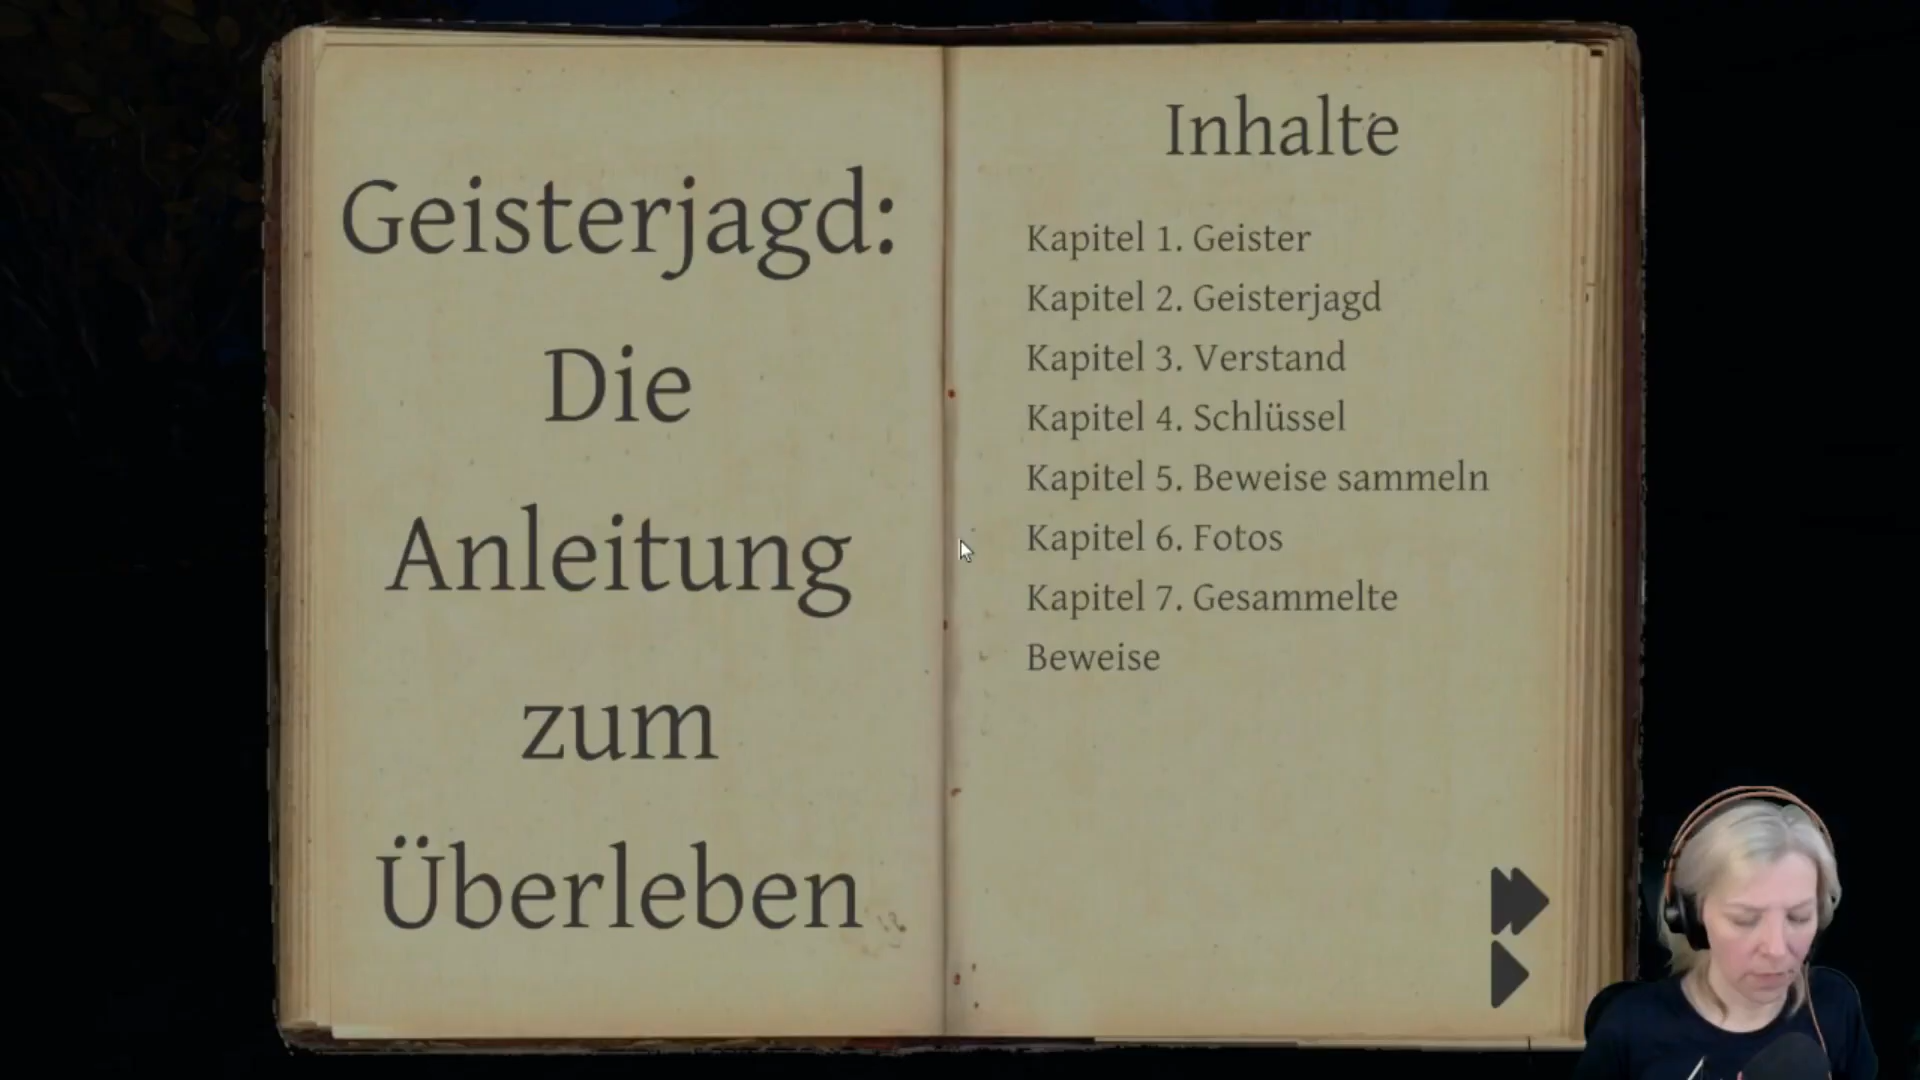 Geisterjagd:
Die
Anleitung
zum
Überleben
Inhalte
Kapitel 1. Geister
Kapitel 2. Geisterjagd
Kapitel 3. Verstand
Kapitel 4. Schlüssel
Kapitel 5. Beweise sammeln
Kapitel 6. Fotos
Kapitel 7. Gesammelte
Beweise